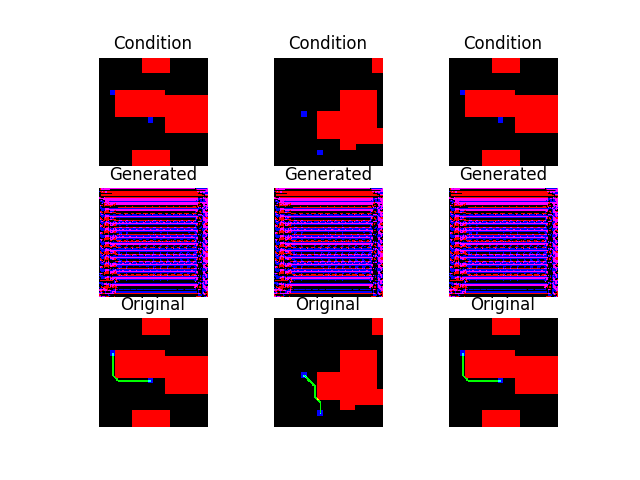 Condition Condition Condition
Generated Generated Generated
Original Original Original